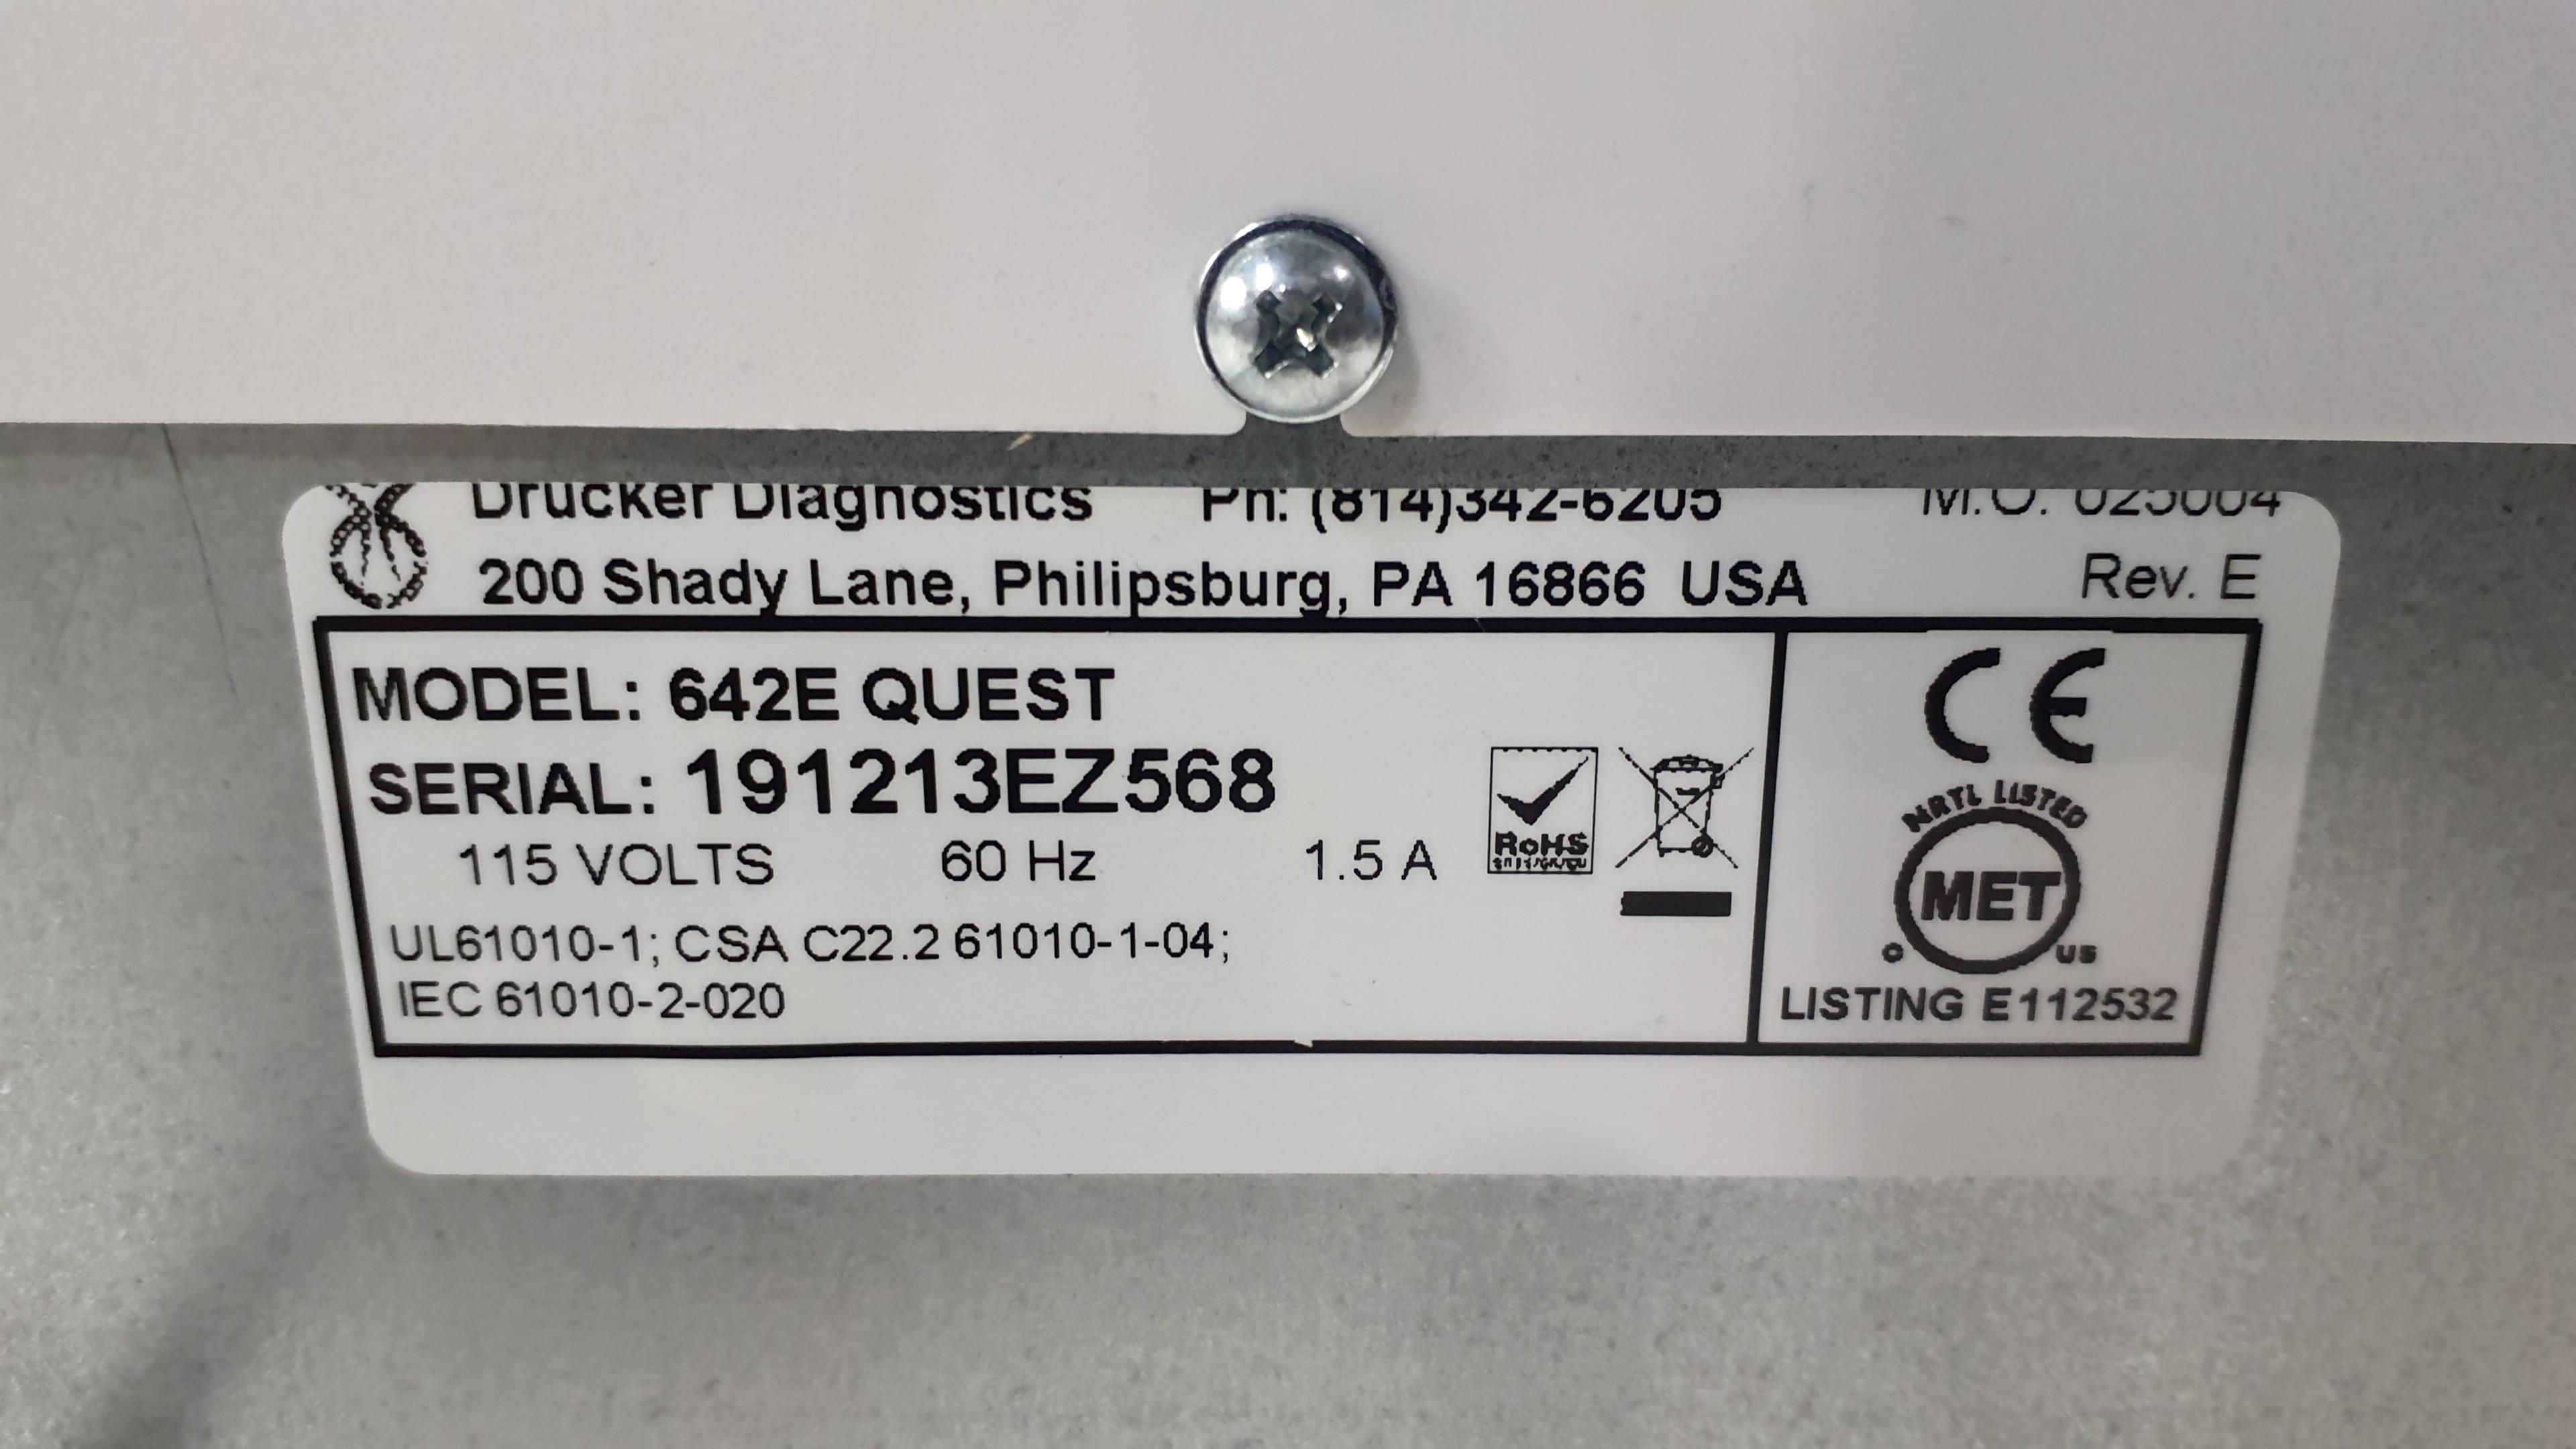 Drucker Diagnostics Ph: (814)342-6205
200 Shady Lane, Philipsburg, PA 16866 USA Rev. E
MODEL: 642E QUEST
SERIAL: 191213EZ568
115 VOLTS 60 Hz 1.5 A
RoHS
UL61010-1; CSA C22.2 61010-1-04;
IEC 61010-2-020
CE
NRTL LISTED
MET
C US
LISTING E112532